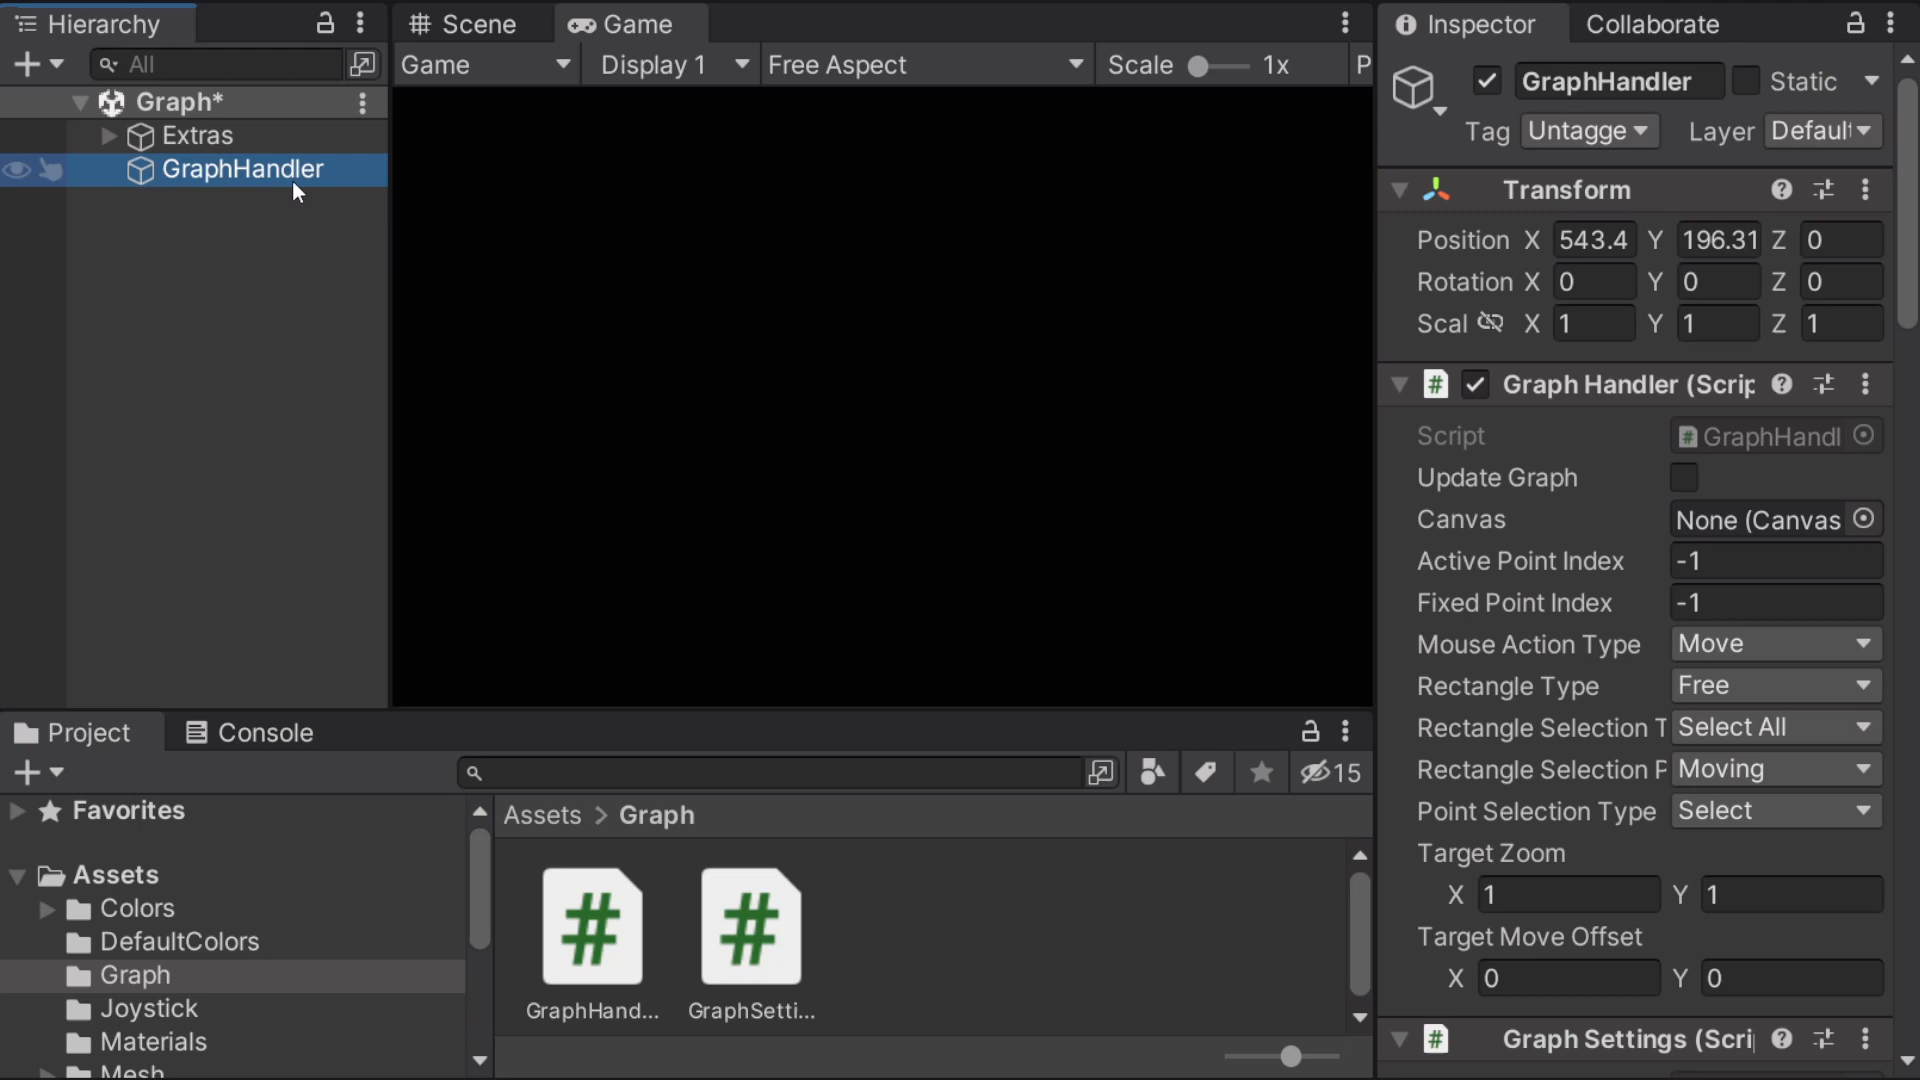 Hierarchy
All
Graph*
Extras
GraphHandler
Scene
Game
Game
Display 1
Free Aspect
Scale
1x
P
Inspector
Collaborate
GraphHandler
Static
Tag
Untagge
Layer
Default
Transform
Position X 543.4 Y 196.31 Z 0
Rotation X 0 Y 0 Z 0
Scal X 1 Y 1 Z 1
# Graph Handler (Scrip
Script
# GraphHandl
Update Graph
Canvas
None (Canvas
Active Point Index
-1
Fixed Point Index
-1
Mouse Action Type
Move
Rectangle Type
Free
Rectangle Selection T
Select All
Rectangle Selection P
Moving
Point Selection Type
Select
Target Zoom
X 1 Y 1
Target Move Offset
X 0 Y 0
# Graph Settings (Scri
Project
Console
15
Favorites
Assets
Colors
DefaultColors
Graph
Joystick
Materials
Mesh
Assets > Graph
#
#
GraphHand...
GraphSetti...